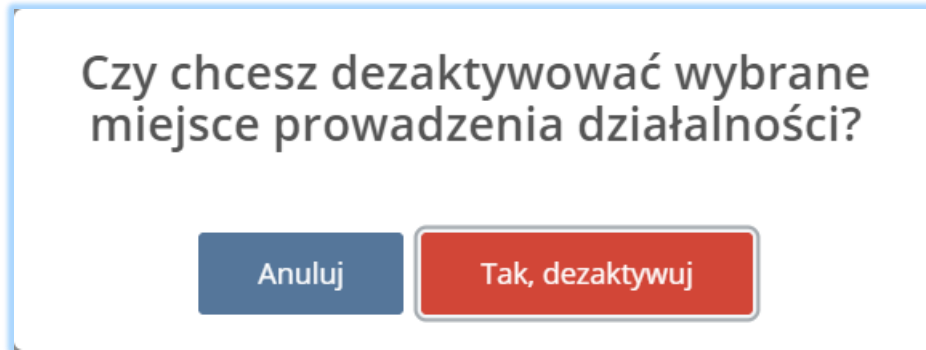 Czy chcesz dezaktywować wybrane
miejsce prowadzenia działalności?
Anuluj
Tak, dezaktywuj